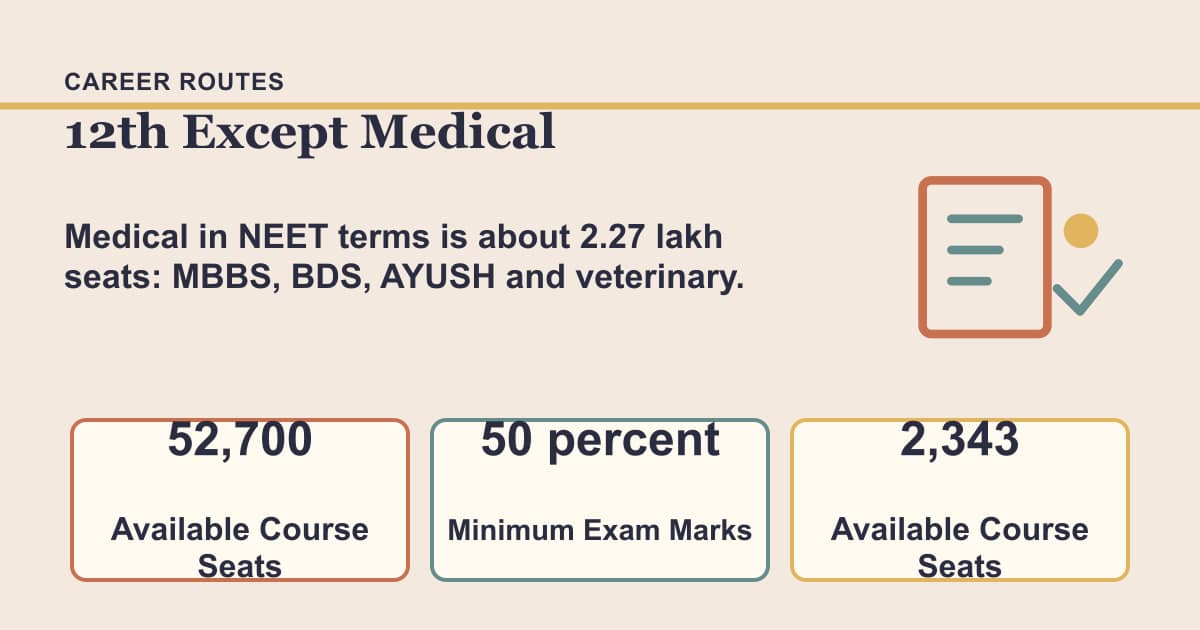 CAREER ROUTES
12th Except Medical
Medical in NEET terms is about 2.27 lakh
seats: MBBS, BDS, AYUSH and veterinary.
52,700
Available Course
Seats
50 percent
Minimum Exam Marks
2,343
Available Course
Seats